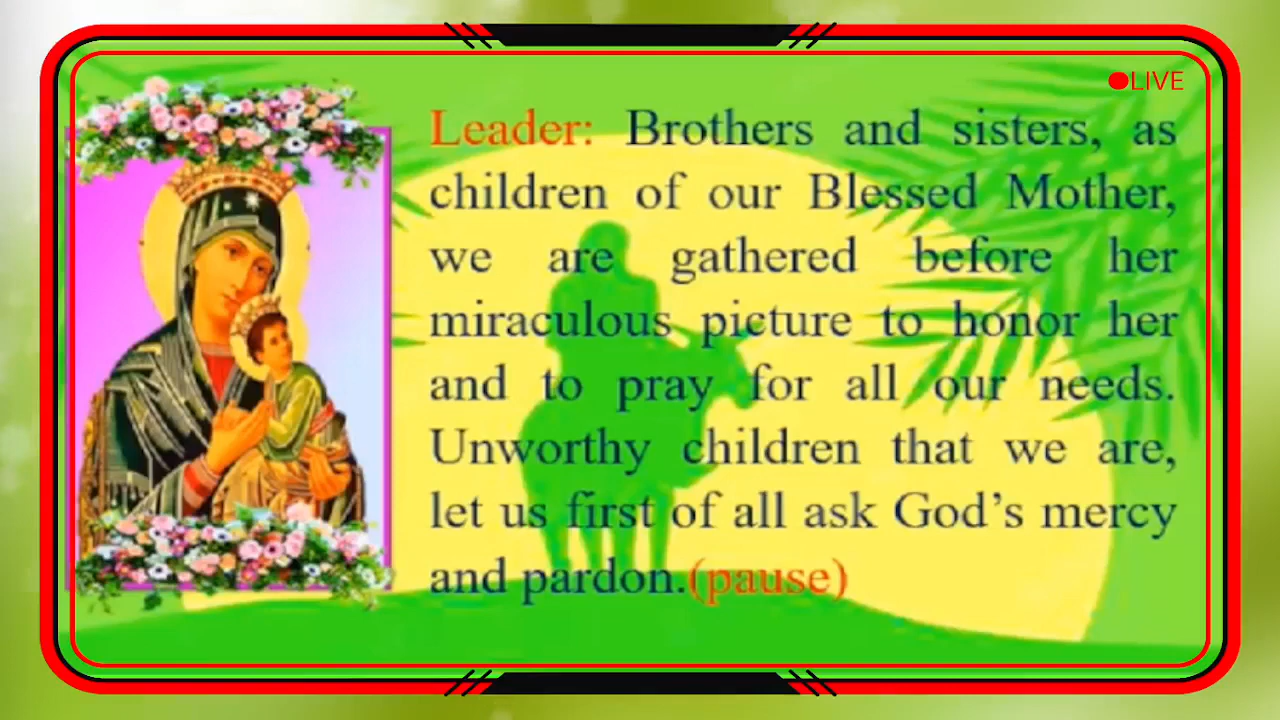 LIVE
Leader: Brothers and sisters, as
children of our Blessed Mother,
we are gathered before her
miraculous picture to honor her
and to pray for all our needs.
Unworthy children that we are,
let us first of all ask God’s mercy
and pardon.(pause)